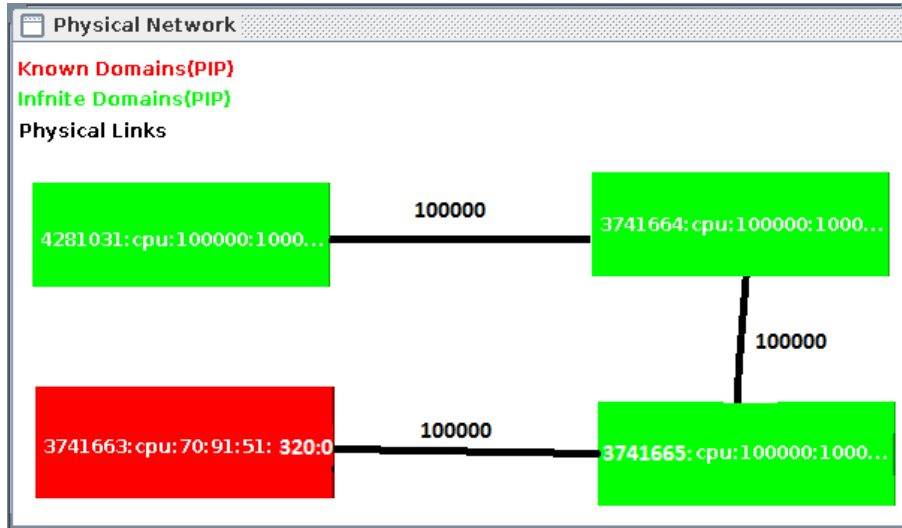 Physical Network
Known Domains(PIP)
Infnite Domains(PIP)
Physical Links
100000
4281031:cpu:100000:1000...
3741664:cpu:100000:1000...
100000
100000
3741663:cpu:70:91:51: 320:0
3741665:cpu:100000:1000...